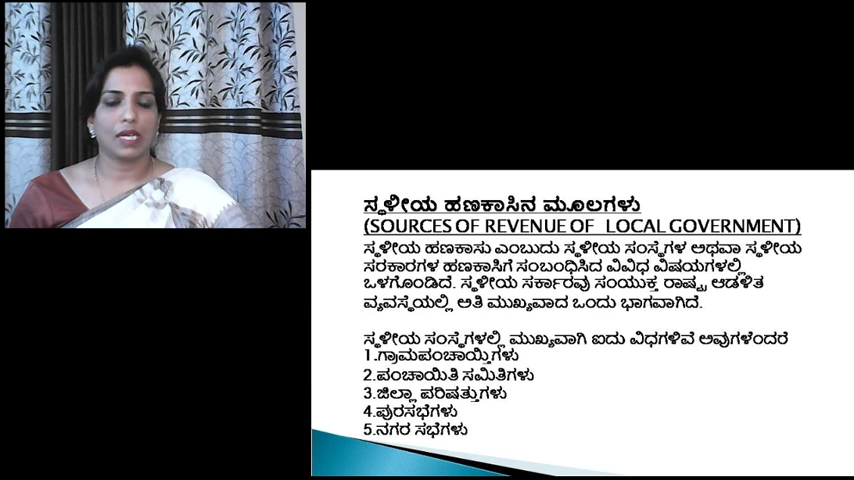 ಸ್ಥಳೀಯ ಹಣಕಾಸಿನ ಮೂಲಗಳು
(SOURCES OF REVENUE OF LOCAL GOVERNMENT)
ಸ್ಥಳೀಯ ಹಣಕಾಸು ಎಂಬುದು ಸ್ಥಳೀಯ ಸಂಸ್ಥೆಗಳ ಅಥವಾ ಸ್ಥಳೀಯ
ಸರಕಾರಗಳ ಹಣಕಾಸಿಗೆ ಸಂಬಂಧಿಸಿದ ವಿವಿಧ ವಿಷಯಗಳಲ್ಲಿ
ಒಳಗೊಂಡಿದೆ. ಸ್ಥಳೀಯ ಸರ್ಕಾರವು ಸಂಯುಕ್ತ ರಾಷ್ಟ್ರ ಆಡಳಿತ
ವ್ಯವಸ್ಥೆಯಲ್ಲಿ ಅತಿ ಮುಖ್ಯವಾದ ಒಂದು ಭಾಗವಾಗಿದೆ.
ಸ್ಥಳೀಯ ಸಂಸ್ಥೆಗಳಲ್ಲಿ ಮುಖ್ಯವಾಗಿ ಐದು ವಿಧಗಳಿವೆ ಅವುಗಳೆಂದರೆ
1.ಗ್ರಾಮಪಂಚಾಯ್ತಿಗಳು
2.ಪಂಚಾಯಿತಿ ಸಮಿತಿಗಳು
3.ಜಿಲ್ಲಾ ಪರಿಷತ್ತುಗಳು
4.ಪುರಸಭೆಗಳು
5.ನಗರ ಸಭೆಗಳು